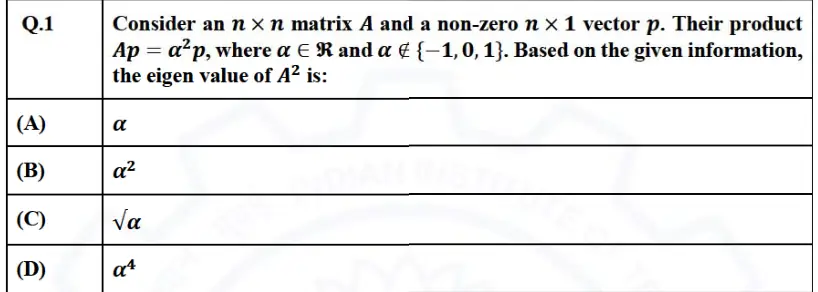 Q.1 Consider an n × n matrix A and a non-zero n × 1 vector p. Their product
Ap = α²p, where α ∈ ℜ and α ∉ {−1, 0, 1}. Based on the given information,
the eigen value of A² is:
(A) α
(B) α²
(C) √α
(D) α⁴